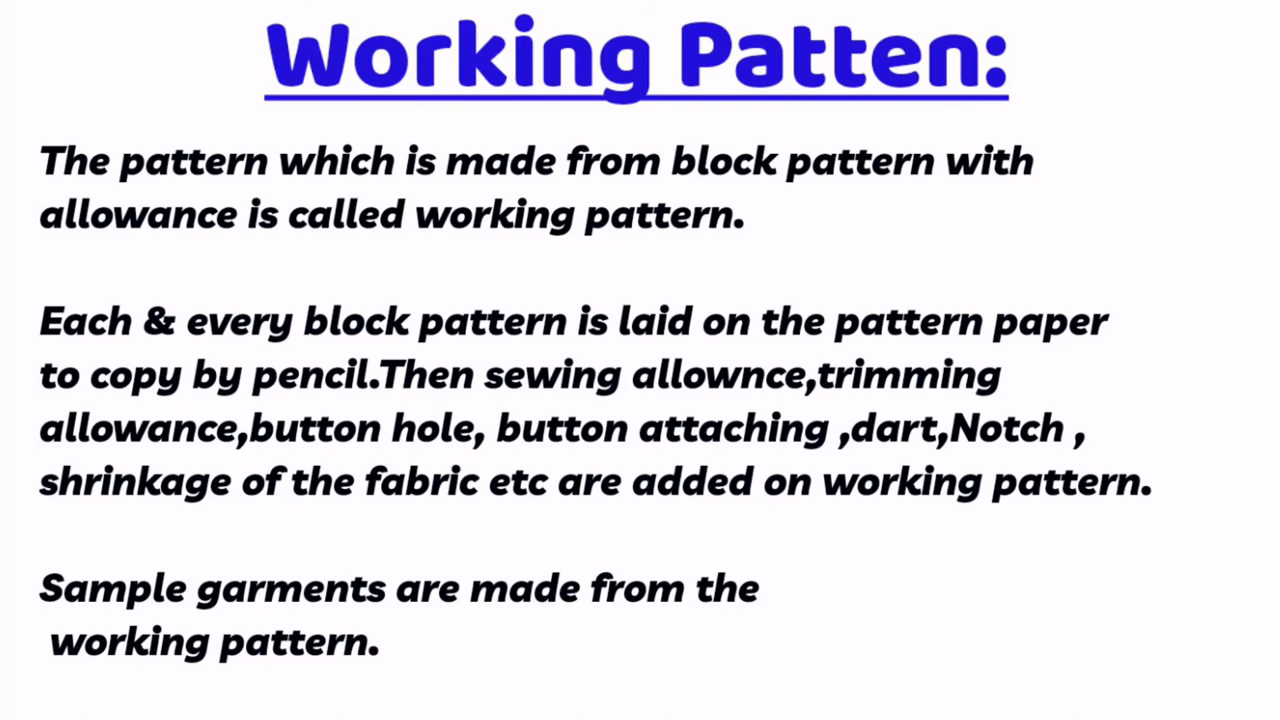 Working Patten:
The pattern which is made from block pattern with
allowance is called working pattern.
Each & every block pattern is laid on the pattern paper
to copy by pencil.Then sewing allownce,trimming
allowance,button hole, button attaching ,dart,Notch ,
shrinkage of the fabric etc are added on working pattern.
Sample garments are made from the
working pattern.